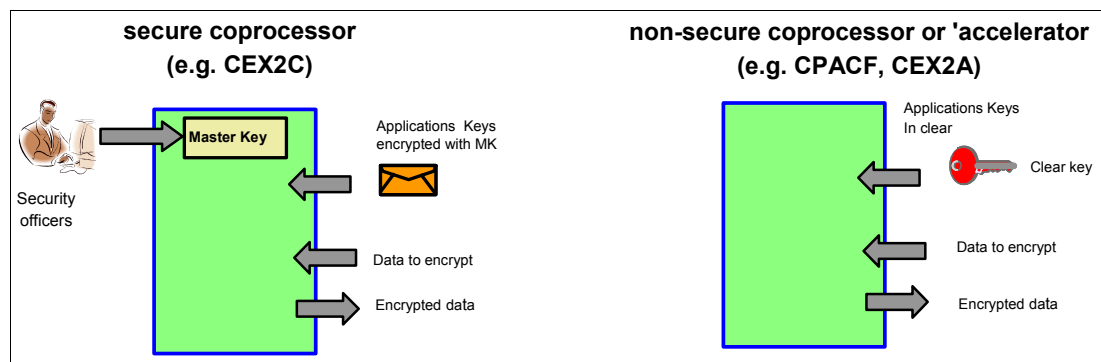 secure coprocessor
(e.g. CEX2C)
Master Key
Security
officers
Applications  Keys
encrypted with MK
Data to encrypt
Encrypted data
non-secure coprocessor or 'accelerator
(e.g. CPACF, CEX2A)
Applications Keys
In clear
Clear key
Data to encrypt
Encrypted data